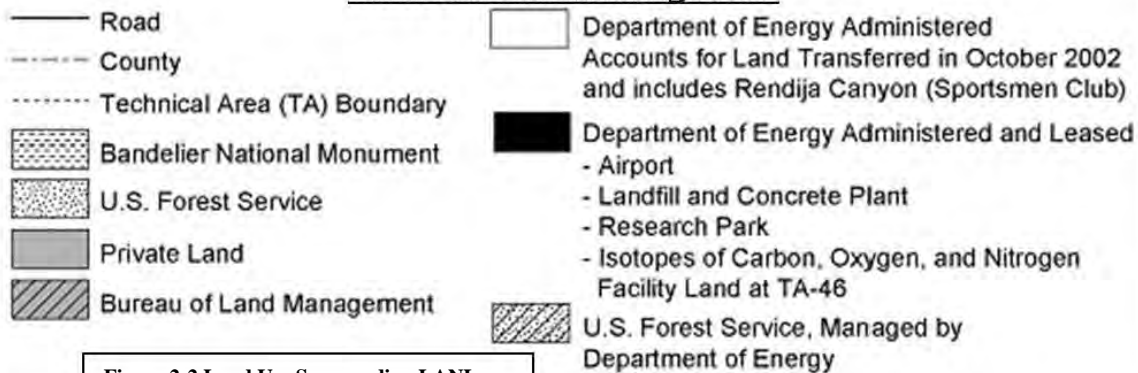 Road
County
Technical Area (TA) Boundary
Bandelier National Monument
U.S. Forest Service
Private Land
Bureau of Land Management
Department of Energy Administered
Accounts for Land Transferred in October 2002
and includes Rendija Canyon (Sportsmen Club)
Department of Energy Administered and Leased
- Airport
- Landfill and Concrete Plant
- Research Park
- Isotopes of Carbon, Oxygen, and Nitrogen
Facility Land at TA-46
U.S. Forest Service, Managed by
Department of Energy